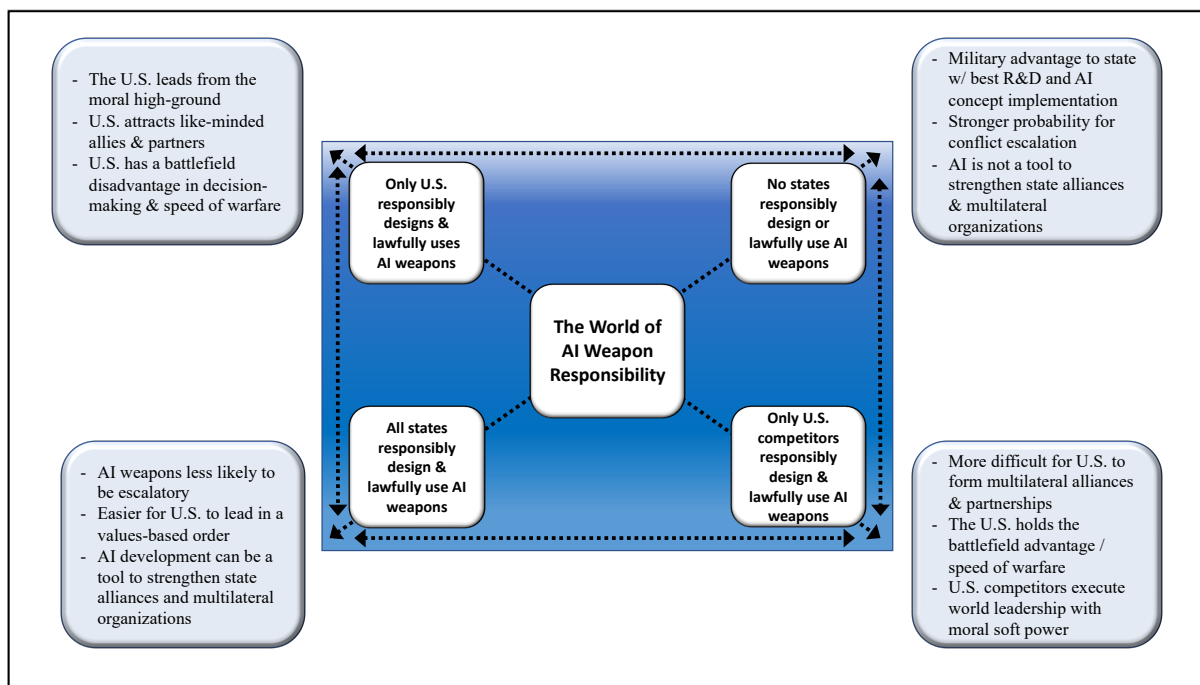 - The U.S. leads from the
moral high-ground
- U.S. attracts like-minded
allies & partners
- U.S. has a battlefield
disadvantage in decision-
making & speed of warfare
- Military advantage to state
w/ best R&D and AI
concept implementation
- Stronger probability for
conflict escalation
- AI is not a tool to
strengthen state alliances
& multilateral
organizations
Only U.S.
responsibly
designs &
lawfully uses
AI weapons
No states
responsibly
design or
lawfully use AI
weapons
The World of
AI Weapon
Responsibility
All states
responsibly
design &
lawfully use AI
weapons
Only U.S.
competitors
responsibly
design &
lawfully use AI
weapons
- AI weapons less likely to
be escalatory
- Easier for U.S. to lead in a
values-based order
- AI development can be a
tool to strengthen state
alliances and multilateral
organizations
- More difficult for U.S. to
form multilateral alliances
& partnerships
- The U.S. holds the
battlefield advantage /
speed of warfare
- U.S. competitors execute
world leadership with
moral soft power